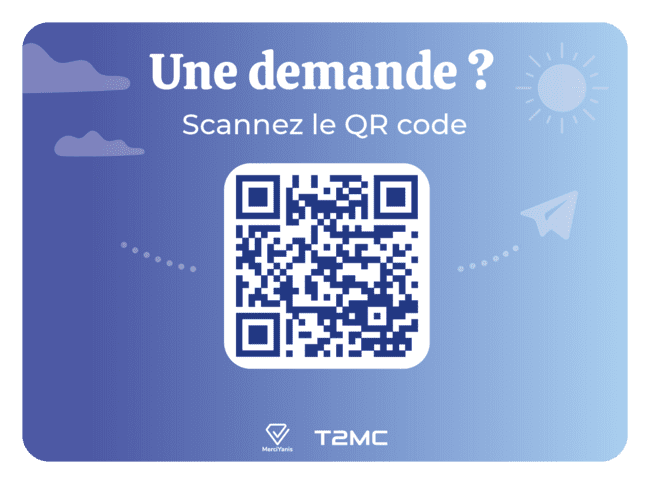 Une demande ?
Scannez le QR code
MerciYanis
T2MC